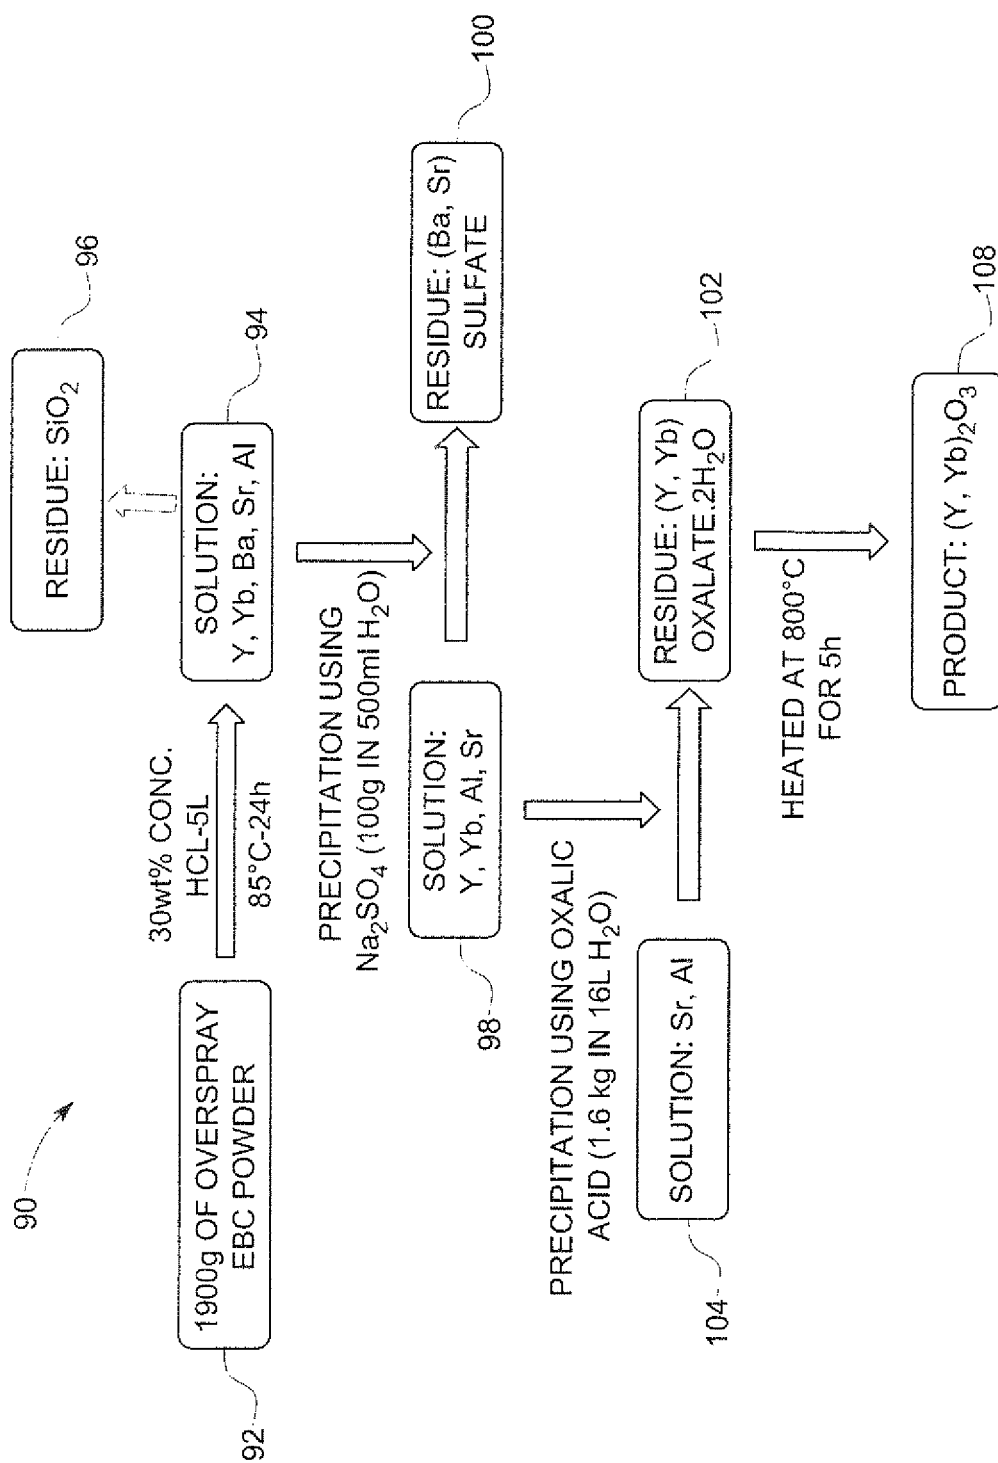 90
92
1900g OF OVERSPRAY
EBC POWDER
30wt% CONC.
HCL-5L
85°C-24h
SOLUTION:
Y, Yb, Ba, Sr, Al
94
RESIDUE: SiO2
96
PRECIPITATION USING
Na2SO4 (100g IN 500ml H2O)
98
SOLUTION:
Y, Yb, Al, Sr
RESIDUE: (Ba, Sr)
SULFATE
100
PRECIPITATION USING OXALIC
ACID (1.6 kg IN 16L H2O)
104
SOLUTION: Sr, Al
RESIDUE: (Y, Yb)
OXALATE.2H2O
102
HEATED AT 800°C
FOR 5h
PRODUCT: (Y, Yb)2O3
108